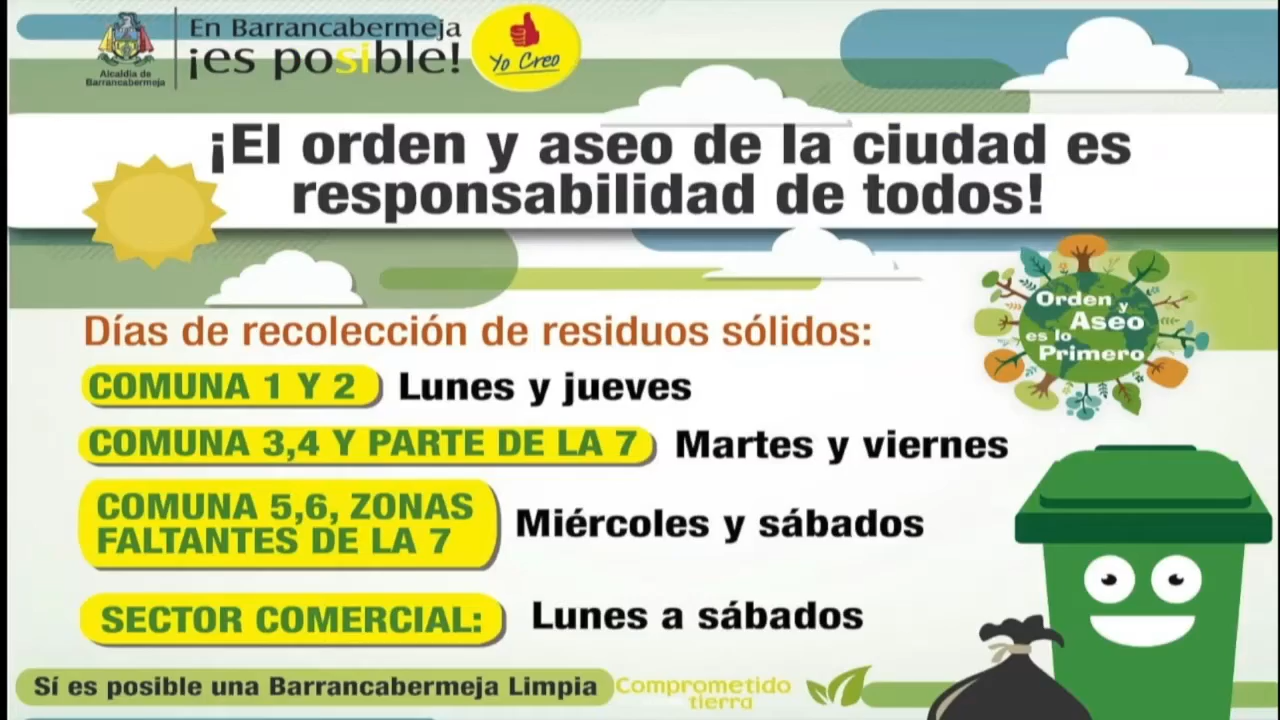 En Barrancabermeja
¡es posible!
Alcaldía de
Barrancabermeja
Yo Creo
¡El orden y aseo de la ciudad es
responsabilidad de todos!
Orden y
Aseo
es lo
Primero
Días de recolección de residuos sólidos:
COMUNA 1 Y 2 Lunes y jueves
COMUNA 3,4 Y PARTE DE LA 7 Martes y viernes
COMUNA 5,6, ZONAS
FALTANTES DE LA 7 Miércoles y sábados
SECTOR COMERCIAL: Lunes a sábados
Sí es posible una Barrancabermeja Limpia
Comprometido
tierra